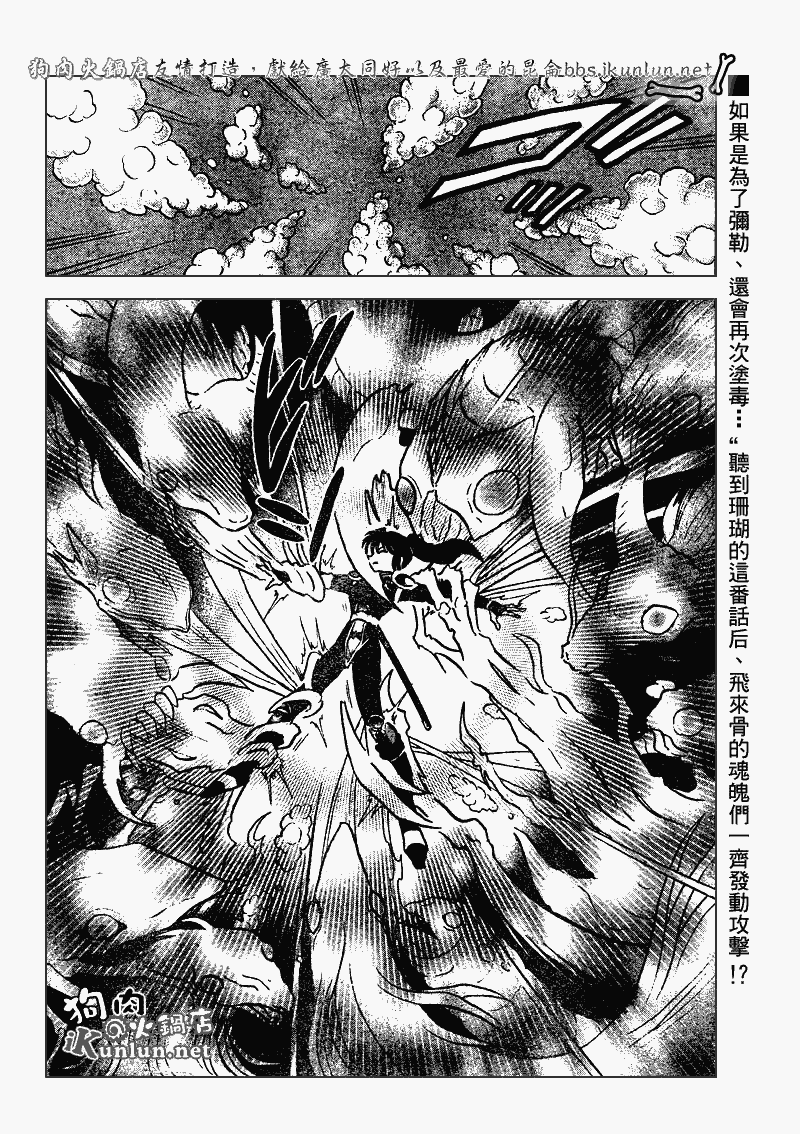 狗肉火鍋店友情打造，獻給廣大同好以及最愛的昆侖bbs.ikunlun.net
■如果是為了彌勒、還會再次塗毒…“聽到珊瑚的這番話后、飛來骨的魂魄們一齊發動攻擊!?
ゴ
狗肉
の火鍋店
iKunlun.net